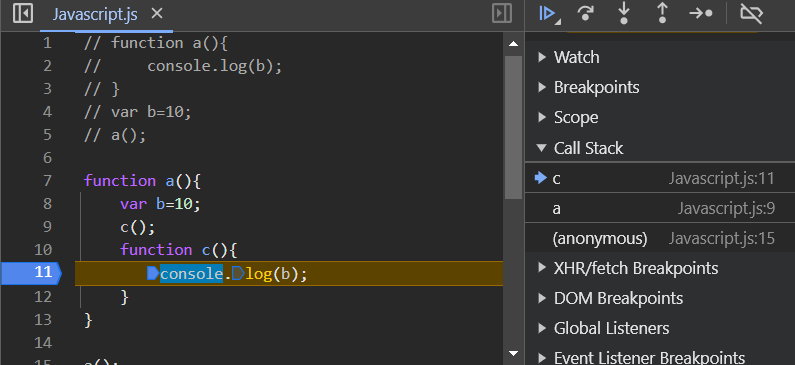 Javascript.js
1 // function a(){
2 //     console.log(b);
3 // }
4 // var b=10;
5 // a();
6
7 function a(){
8     var b=10;
9     c();
10     function c(){
11         console.log(b);
12     }
13 }
14
15 a();
Watch
Breakpoints
Scope
Call Stack
c Javascript.js:11
a Javascript.js:9
(anonymous) Javascript.js:15
XHR/fetch Breakpoints
DOM Breakpoints
Global Listeners
Event Listener Breakpoints